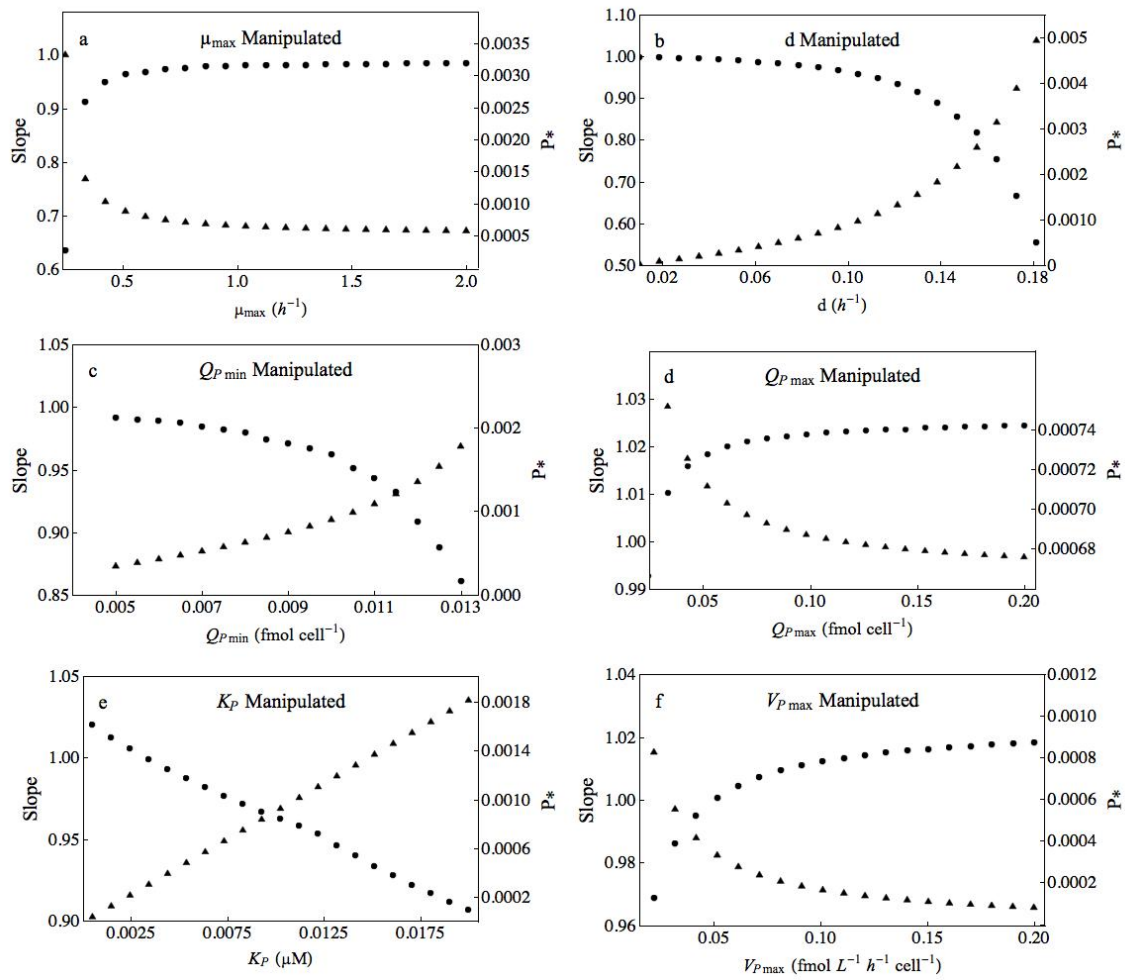 a
μmax Manipulated
1.0
0.9
0.8
0.7
0.6
Slope
0.0035
0.0030
0.0025
0.0020
0.0015
0.0010
0.0005
P*
0.5
1.0
1.5
2.0
μmax (h⁻¹)
b
d Manipulated
1.00
0.90
0.80
0.70
0.60
0.50
Slope
0.005
0.003
0.002
0.0010
0
P*
0.02
0.06
0.10
0.14
0.18
d (h⁻¹)
c
QP min Manipulated
1.05
1.00
0.95
0.90
0.85
Slope
0.003
0.002
0.001
0.000
P*
0.005
0.007
0.009
0.011
0.013
QP min (fmol cell⁻¹)
d
QP max Manipulated
1.03
1.02
1.01
1.00
0.99
Slope
0.00074
0.00072
0.00070
0.00068
P*
0.05
0.10
0.15
0.20
QP max (fmol cell⁻¹)
e
KP Manipulated
1.05
1.00
0.95
0.90
Slope
0.0018
0.0014
0.0010
0.0006
0.0002
P*
0.0025
0.0075
0.0125
0.0175
KP (μM)
f
VP max Manipulated
1.04
1.02
1.00
0.98
0.96
Slope
0.0012
0.0010
0.0008
0.0006
0.0004
0.0002
P*
0.05
0.10
0.15
0.20
VP max (fmol L⁻¹ h⁻¹ cell⁻¹)